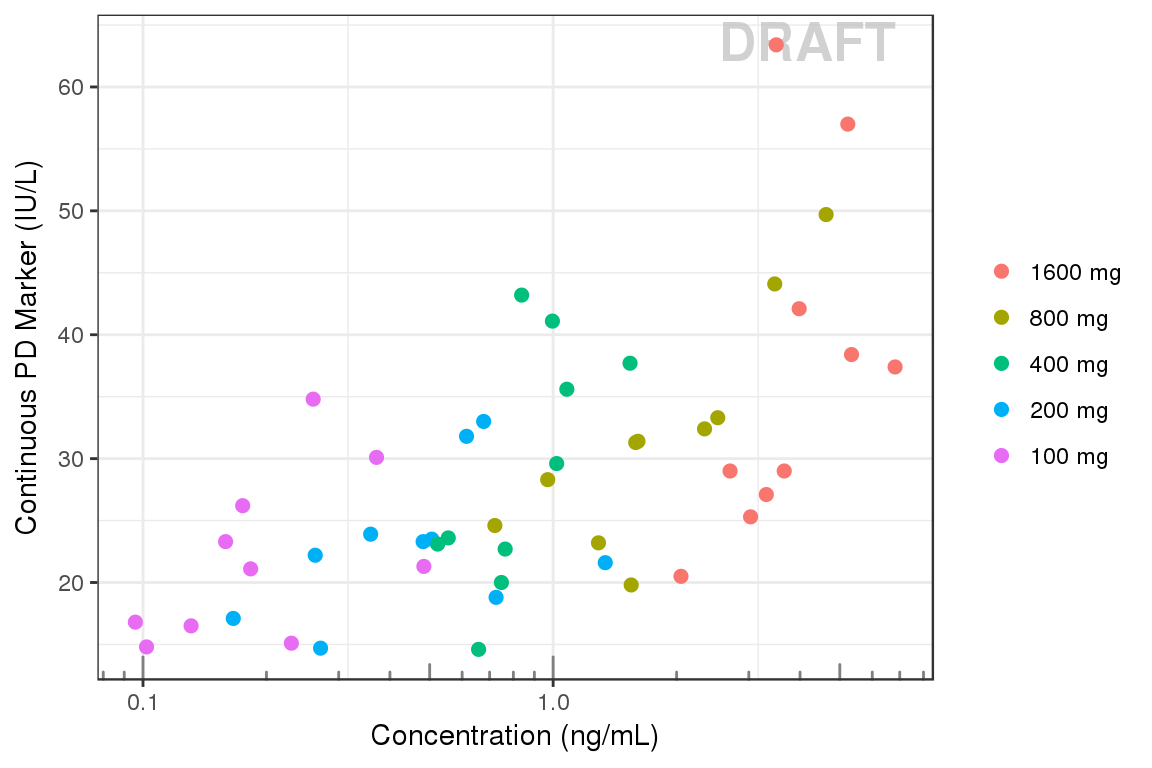 DRAFT
Continuous PD Marker (IU/L)
60
50
40
30
20
0.1
1.0
Concentration (ng/mL)
1600 mg
800 mg
400 mg
200 mg
100 mg